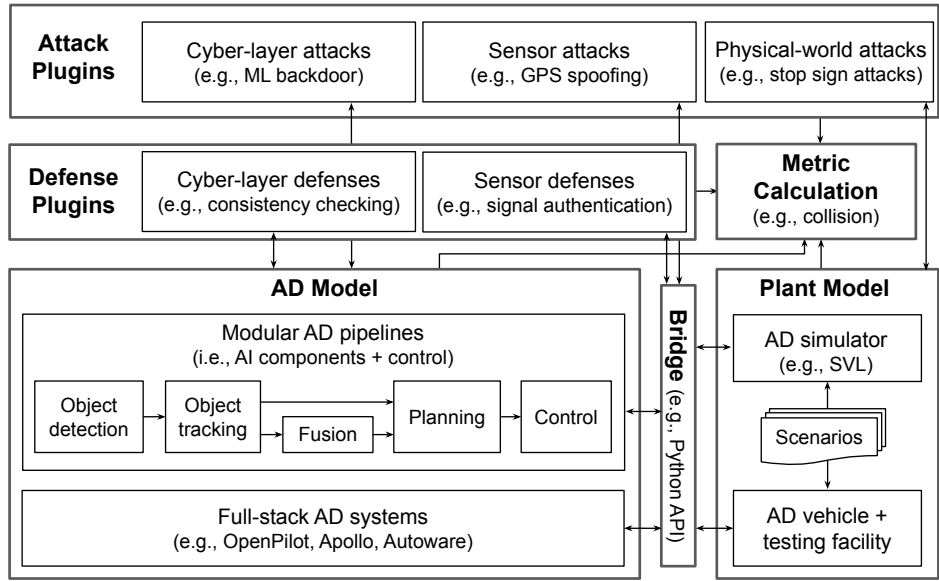 Attack
Plugins
Cyber-layer attacks
(e.g., ML backdoor)
Sensor attacks
(e.g., GPS spoofing)
Physical-world attacks
(e.g., stop sign attacks)
Defense
Plugins
Cyber-layer defenses
(e.g., consistency checking)
Sensor defenses
(e.g., signal authentication)
Metric
Calculation
(e.g., collision)
AD Model
Modular AD pipelines
(i.e., AI components + control)
Object
detection
Object
tracking
Fusion
Planning
Control
Full-stack AD systems
(e.g., OpenPilot, Apollo, Autoware)
Bridge
(e.g., Python API)
Plant Model
AD simulator
(e.g., SVL)
Scenarios
AD vehicle +
testing facility